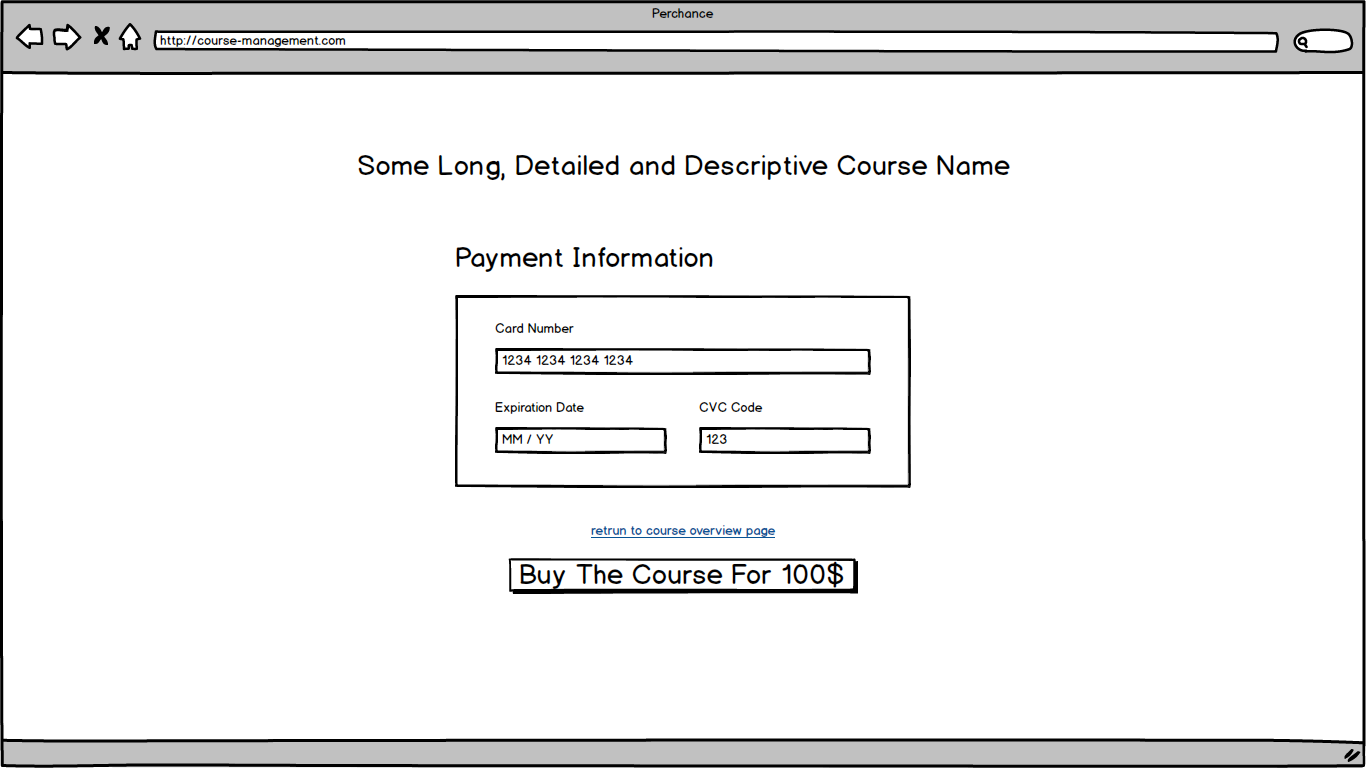 Perchance
http://course-management.com
Some Long, Detailed and Descriptive Course Name
Payment Information
Card Number
1234 1234 1234 1234
Expiration Date
CVC Code
MM / YY
123
retrun to course overview page
Buy The Course For 100$